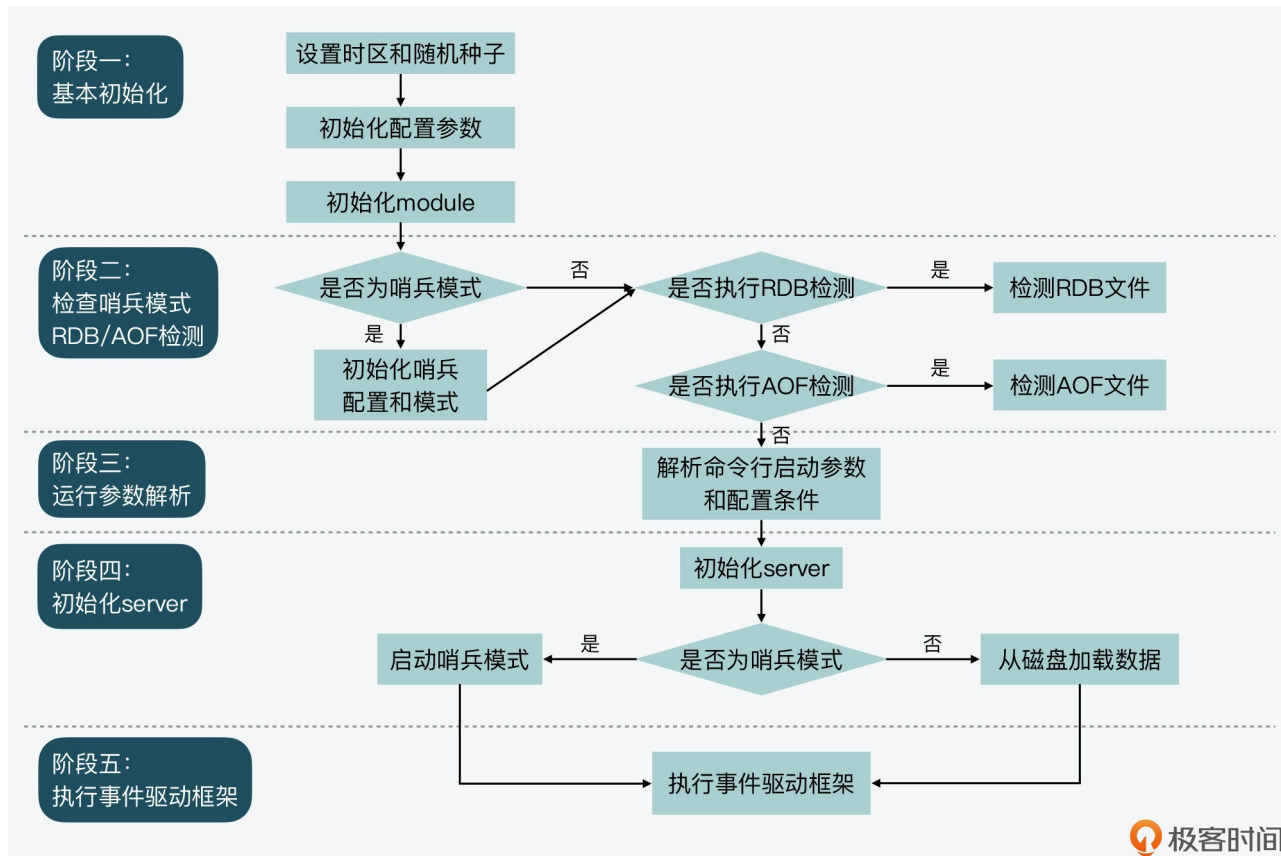 阶段一：
基本初始化
设置时区和随机种子
初始化配置参数
初始化module
阶段二：
检查哨兵模式
RDB/AOF检测
是否为哨兵模式
否
是否执行RDB检测
是
检测RDB文件
是
初始化哨兵
配置和模式
否
是否执行AOF检测
是
检测AOF文件
否
阶段三：
运行参数解析
解析命令行启动参数
和配置条件
阶段四：
初始化server
初始化server
启动哨兵模式
是
是否为哨兵模式
否
从磁盘加载数据
阶段五：
执行事件驱动框架
执行事件驱动框架
极客时间